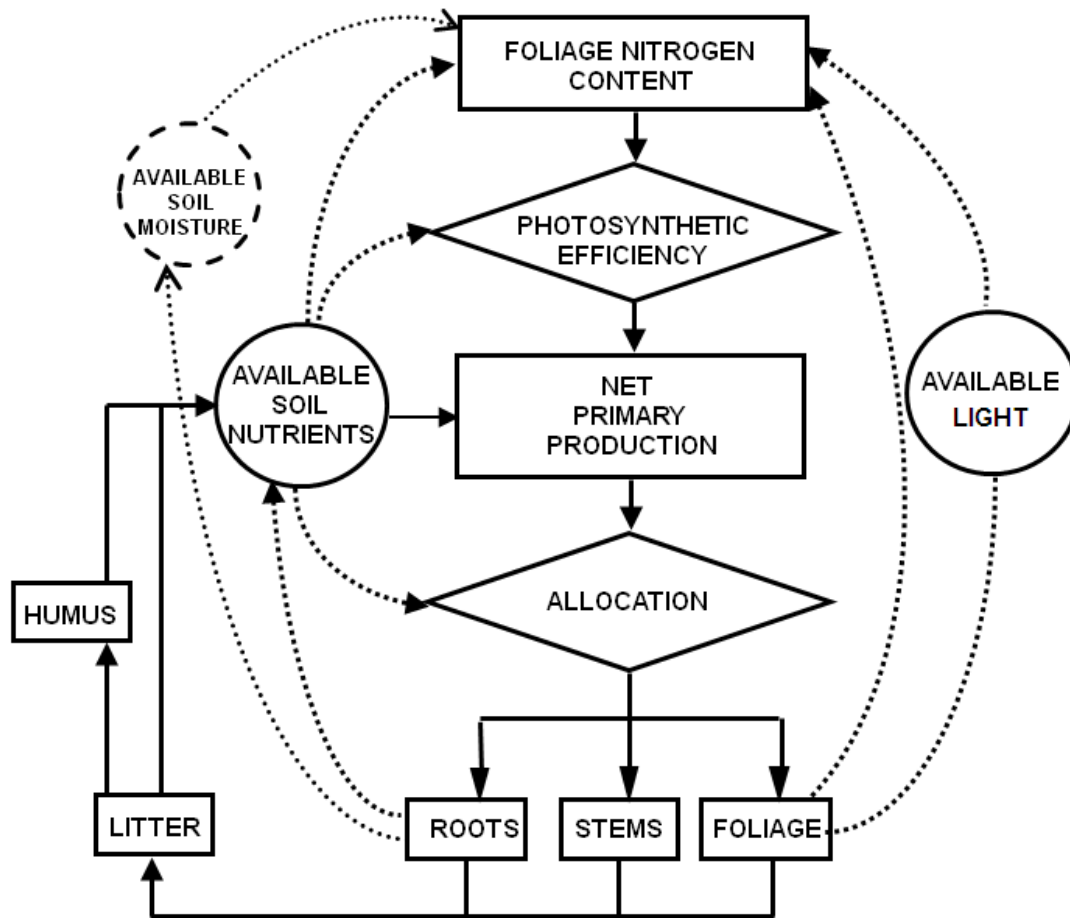 FOLIAGE NITROGEN
CONTENT
AVAILABLE
SOIL
MOISTURE
PHOTOSYNTHETIC
EFFICIENCY
AVAILABLE
SOIL
NUTRIENTS
NET
PRIMARY
PRODUCTION
AVAILABLE
LIGHT
HUMUS
ALLOCATION
LITTER
ROOTS
STEMS
FOLIAGE